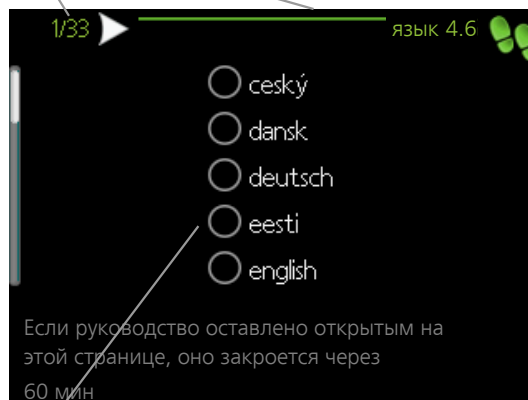 1/33
язык 4.6
ceský
dansk
deutsch
eesti
english
Если руководство оставлено открытым на
этой странице, оно закроется через
60 мин